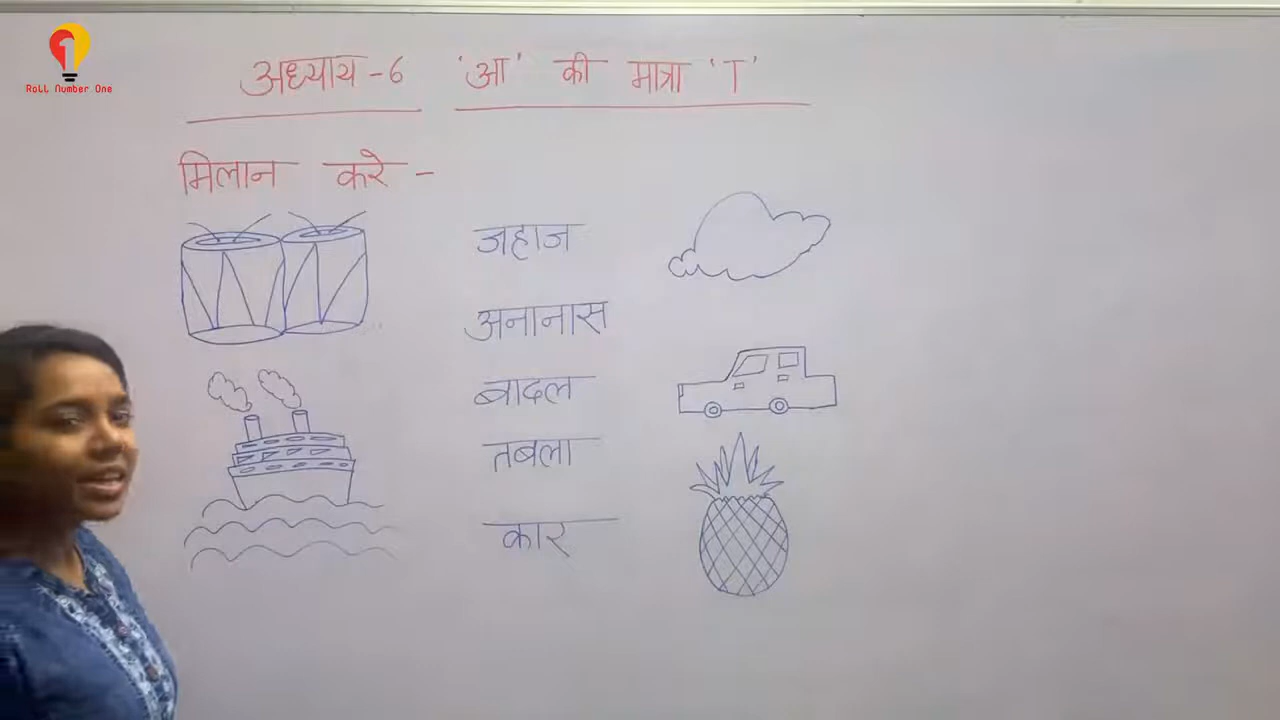 Roll Number One
अध्याय -6 'आ' की मात्रा 'ा'
मिलान करे -
जहाज
अनानास
बादल
तबला
कार